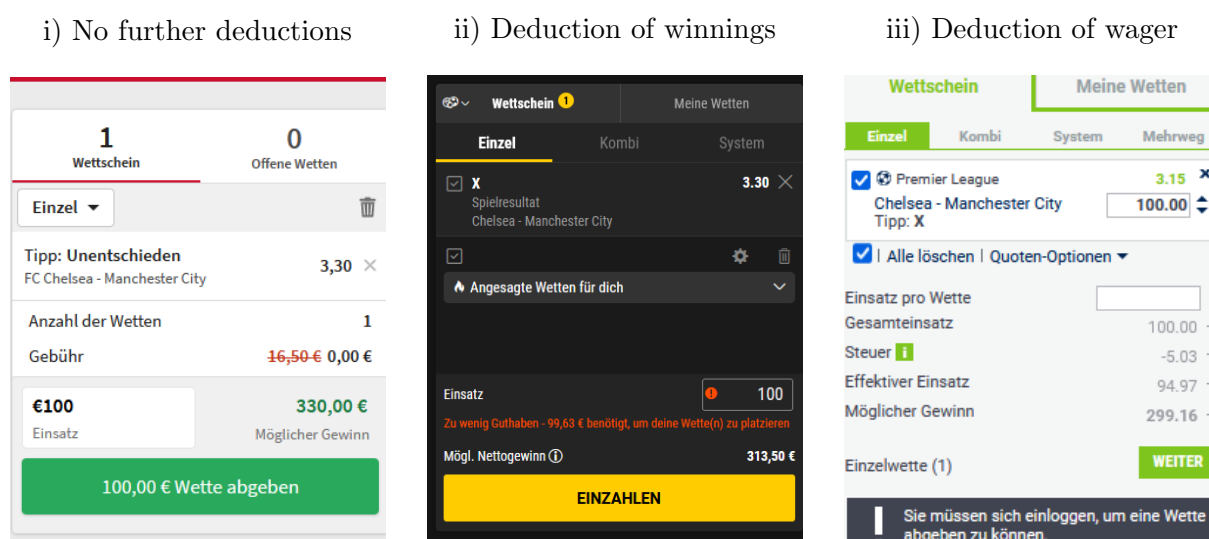 i) No further deductions
1
Wettschein
0
Offene Wetten
Einzel
Tipp: Unentschieden
FC Chelsea - Manchester City
3,30
Anzahl der Wetten 1
Gebühr 16,50 € 0,00 €
€100 330,00 €
Einsatz Möglicher Gewinn
100,00 € Wette abgeben
ii) Deduction of winnings
Wettschein 1 Meine Wetten
Einzel Kombi System
X 3.30
Spielresultat
Chelsea - Manchester City
Angesagte Wetten für dich
Einsatz 100
Zu wenig Guthaben - 99,63 € benötigt, um deine Wette(n) zu platzieren
Mögl. Nettogewinn 313,50 €
EINZAHLEN
iii) Deduction of wager
Wettschein Meine Wetten
Einzel Kombi System Mehrweg
Premier League 3.15
Chelsea - Manchester City 100.00
Tipp: X
| Alle löschen | Quoten-Optionen
Einsatz pro Wette
Gesamteinsatz 100.00
Steuer i -5.03
Effektiver Einsatz 94.97
Möglicher Gewinn 299.16
Einzelwette (1) WEITER
Sie müssen sich einloggen, um eine Wette
abgeben zu können.